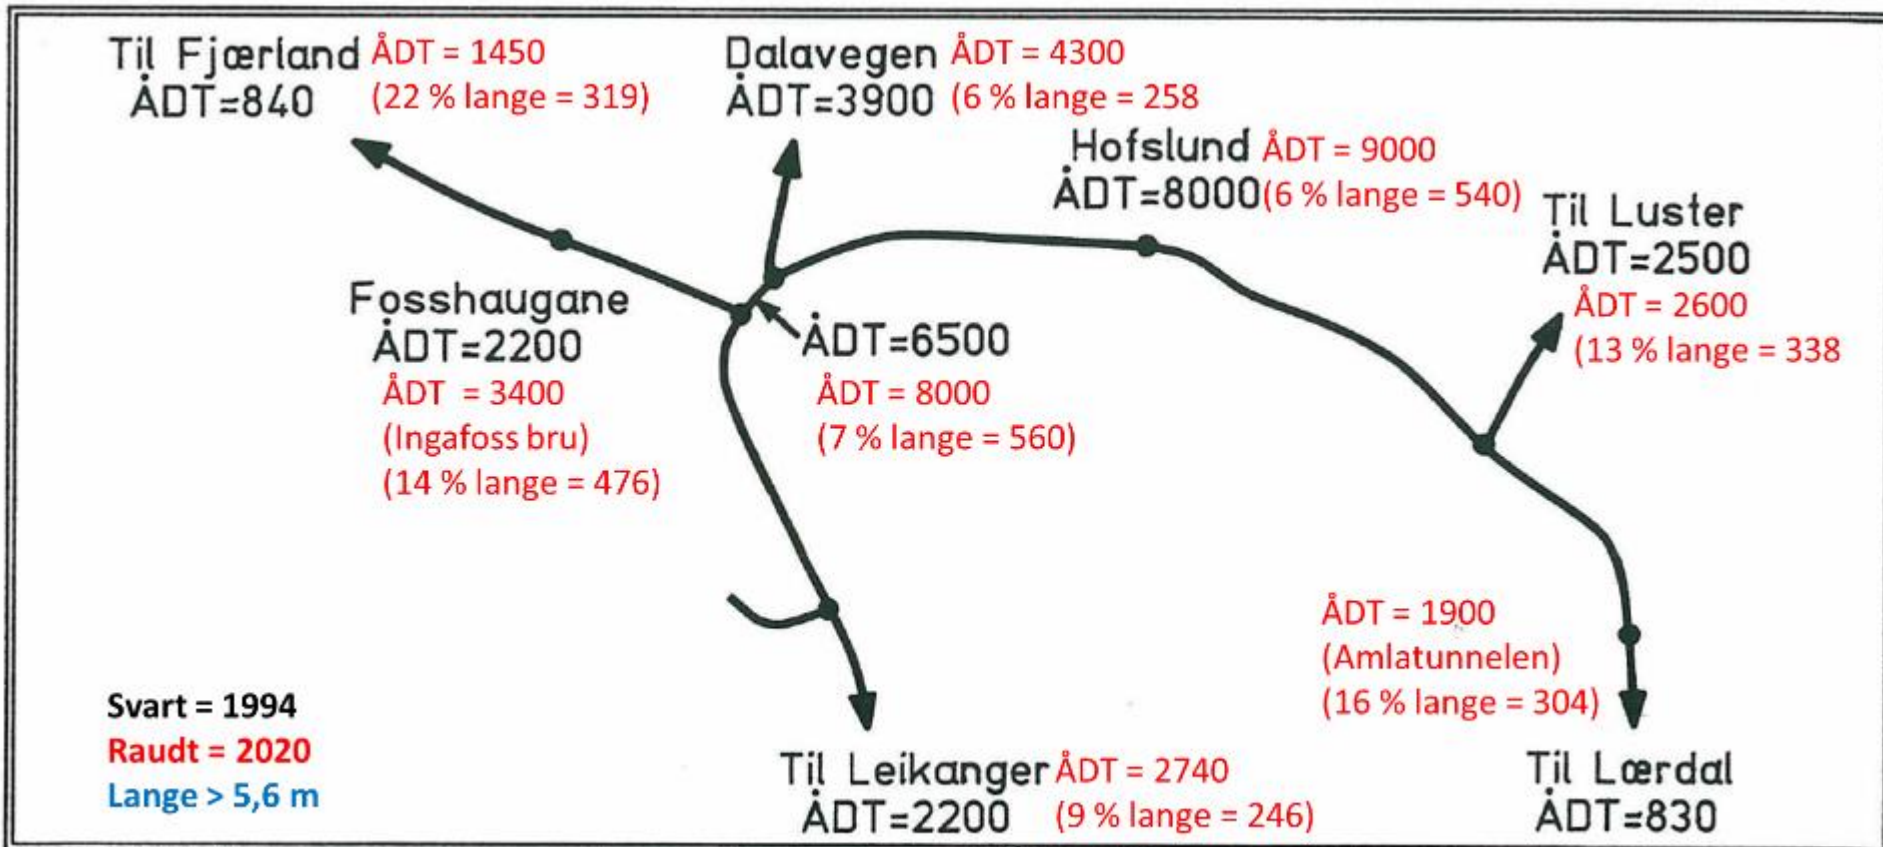 Til Fjærland ÅDT = 1450
ÅDT=840 (22 % lange = 319)
Dalavegen ÅDT = 4300
ÅDT=3900 (6 % lange = 258
Hofslund ÅDT = 9000
ÅDT=8000 (6 % lange = 540)
Til Luster
ÅDT=2500
ÅDT = 2600
(13 % lange = 338
Fosshaugane
ÅDT=2200
ÅDT = 3400
(Ingafoss bru)
(14 % lange = 476)
ÅDT=6500
ÅDT = 8000
(7 % lange = 560)
ÅDT = 1900
(Amlatunnelen)
(16 % lange = 304)
Svart = 1994
Raudt = 2020
Lange > 5,6 m
Til Leikanger ÅDT = 2740
ÅDT=2200 (9 % lange = 246)
Til Lærdal
ÅDT=830